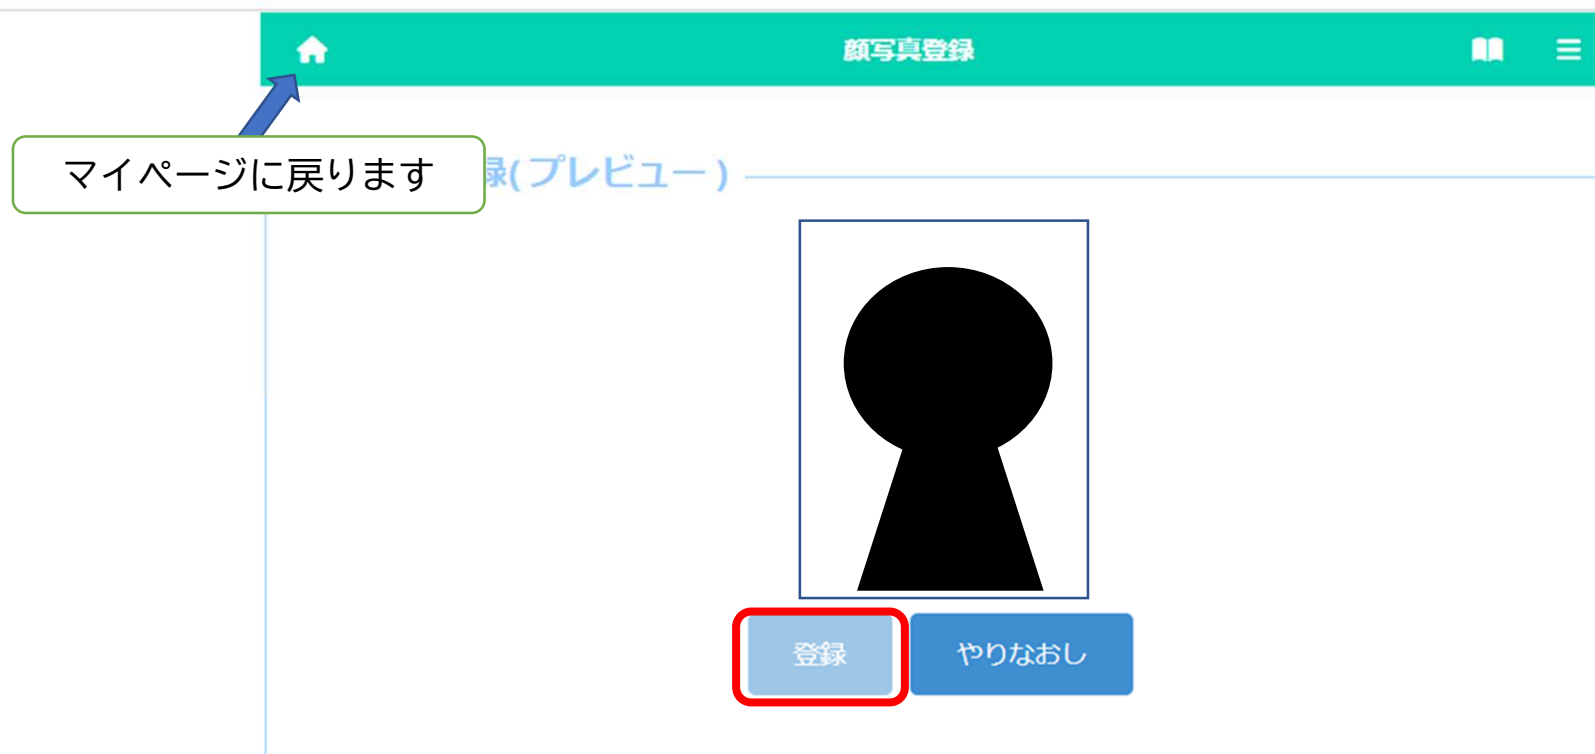 顔写真登録
マイページに戻ります
録(プレビュー)
登録
やりなおし